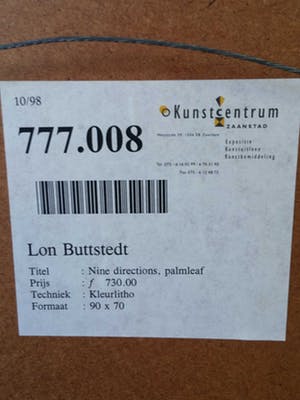 10/98
Kunstcentrum
ZAANSTAD
777.008
Expositie
Kunstuitleen
Kunstbemiddeling
Lon Buttstedt
Titel : Nine directions, palmleaf
Prijs : ƒ 730.00
Techniek : Kleurlitho
Formaat : 90 x 70